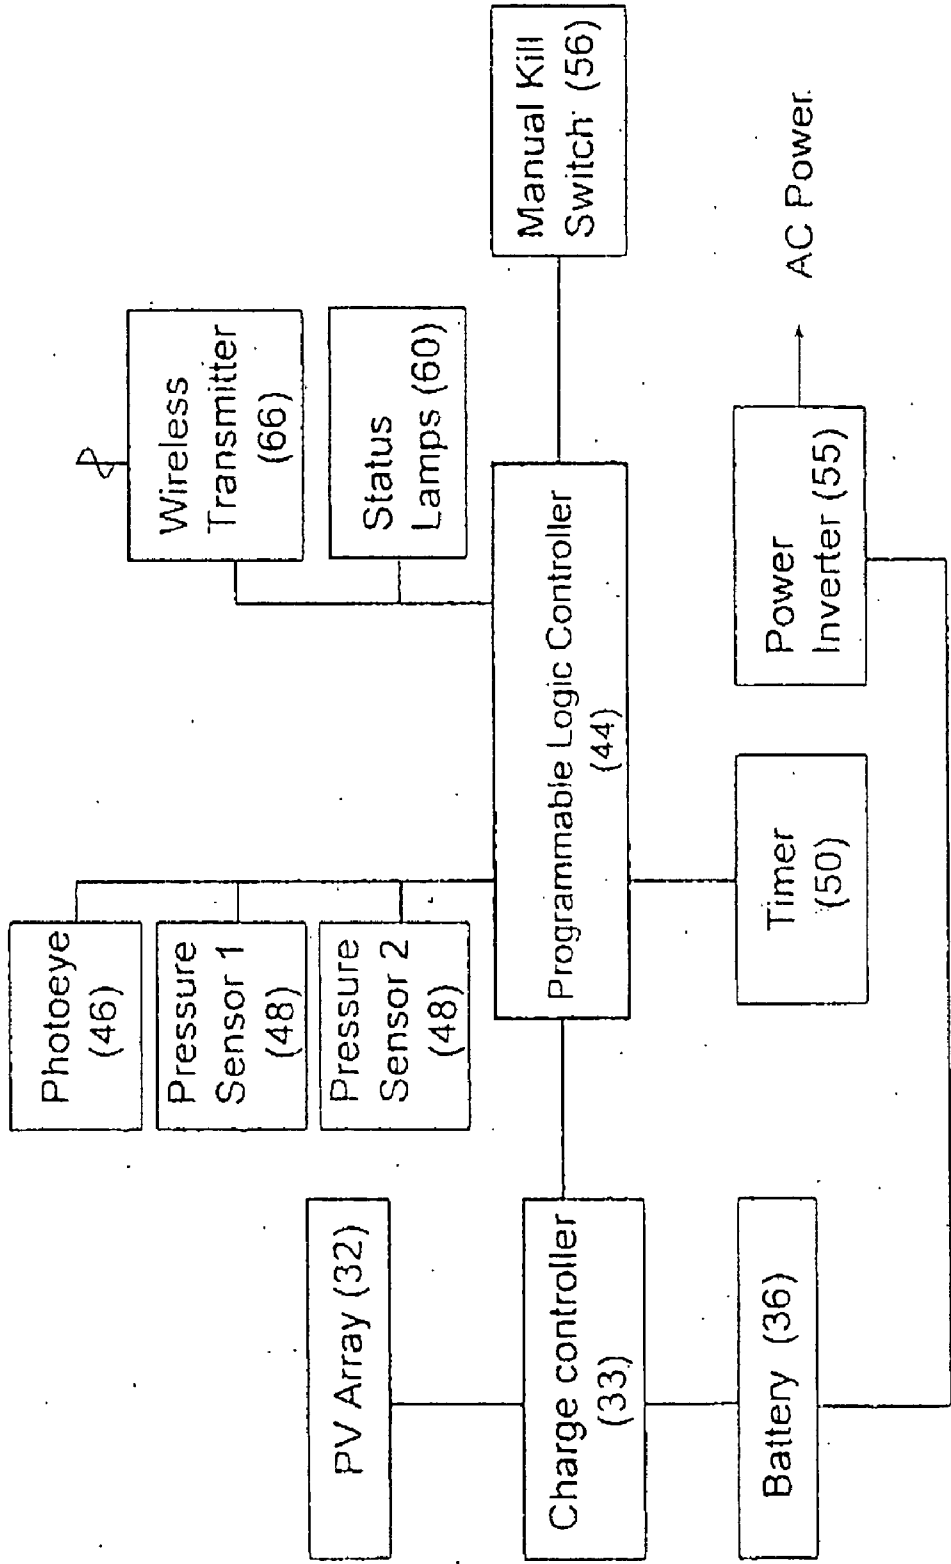 Photoeye
(46)
Pressure
Sensor 1
(48)
Pressure
Sensor 2
(48)
Wireless
Transmitter
(66)
Status
Lamps (60)
PV Array (32)
Charge controller
(33)
Battery (36)
Programmable Logic Controller
(44)
Manual Kill
Switch (56)
Timer
(50)
Power
Inverter (55)
AC Power